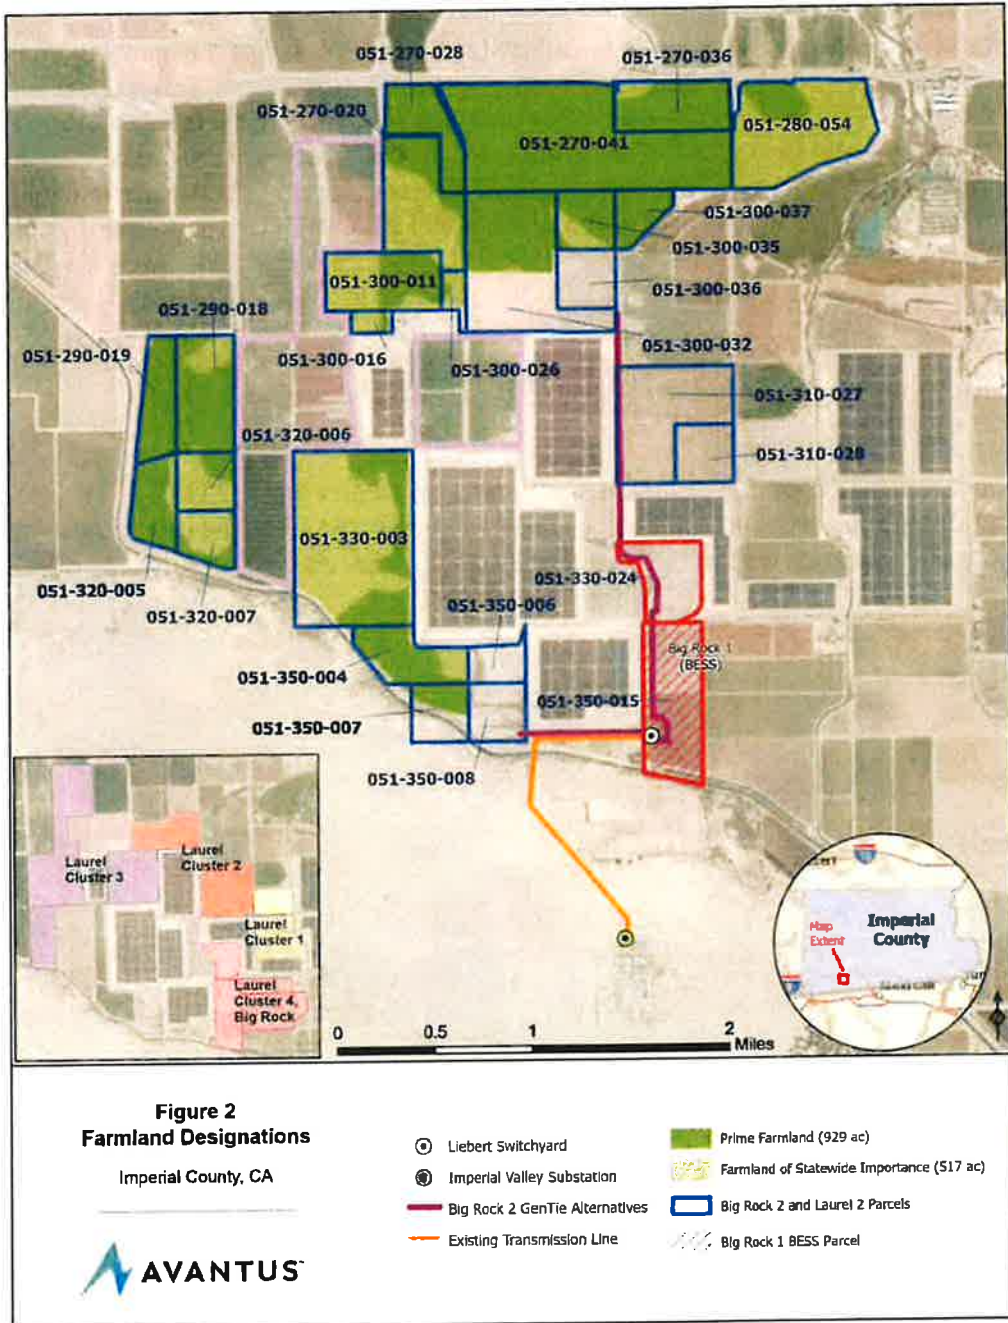 051-270-028
051-270-036
051-270-020
051-280-054
051-270-041
051-300-037
051-300-035
051-300-011
051-300-036
051-290-018
051-300-032
051-290-019
051-300-016
051-300-026
051-310-027
051-320-006
051-310-028
051-330-003
051-330-024
051-320-005
051-350-006
051-320-007
Big Rock 1
(BESS)
051-350-004
051-350-015
051-350-007
051-350-008
Laurel
Cluster 3
Laurel
Cluster 2
Laurel
Cluster 1
Laurel
Cluster 4,
Big Rock
Map
Extent
Imperial
County
0
0.5
1
2
Miles
Figure 2
Farmland Designations
Imperial County, CA
AVANTUS
Liebert Switchyard
Imperial Valley Substation
Big Rock 2 GenTie Alternatives
Existing Transmission Line
Prime Farmland (929 ac)
Farmland of Statewide Importance (517 ac)
Big Rock 2 and Laurel 2 Parcels
Big Rock 1 BESS Parcel